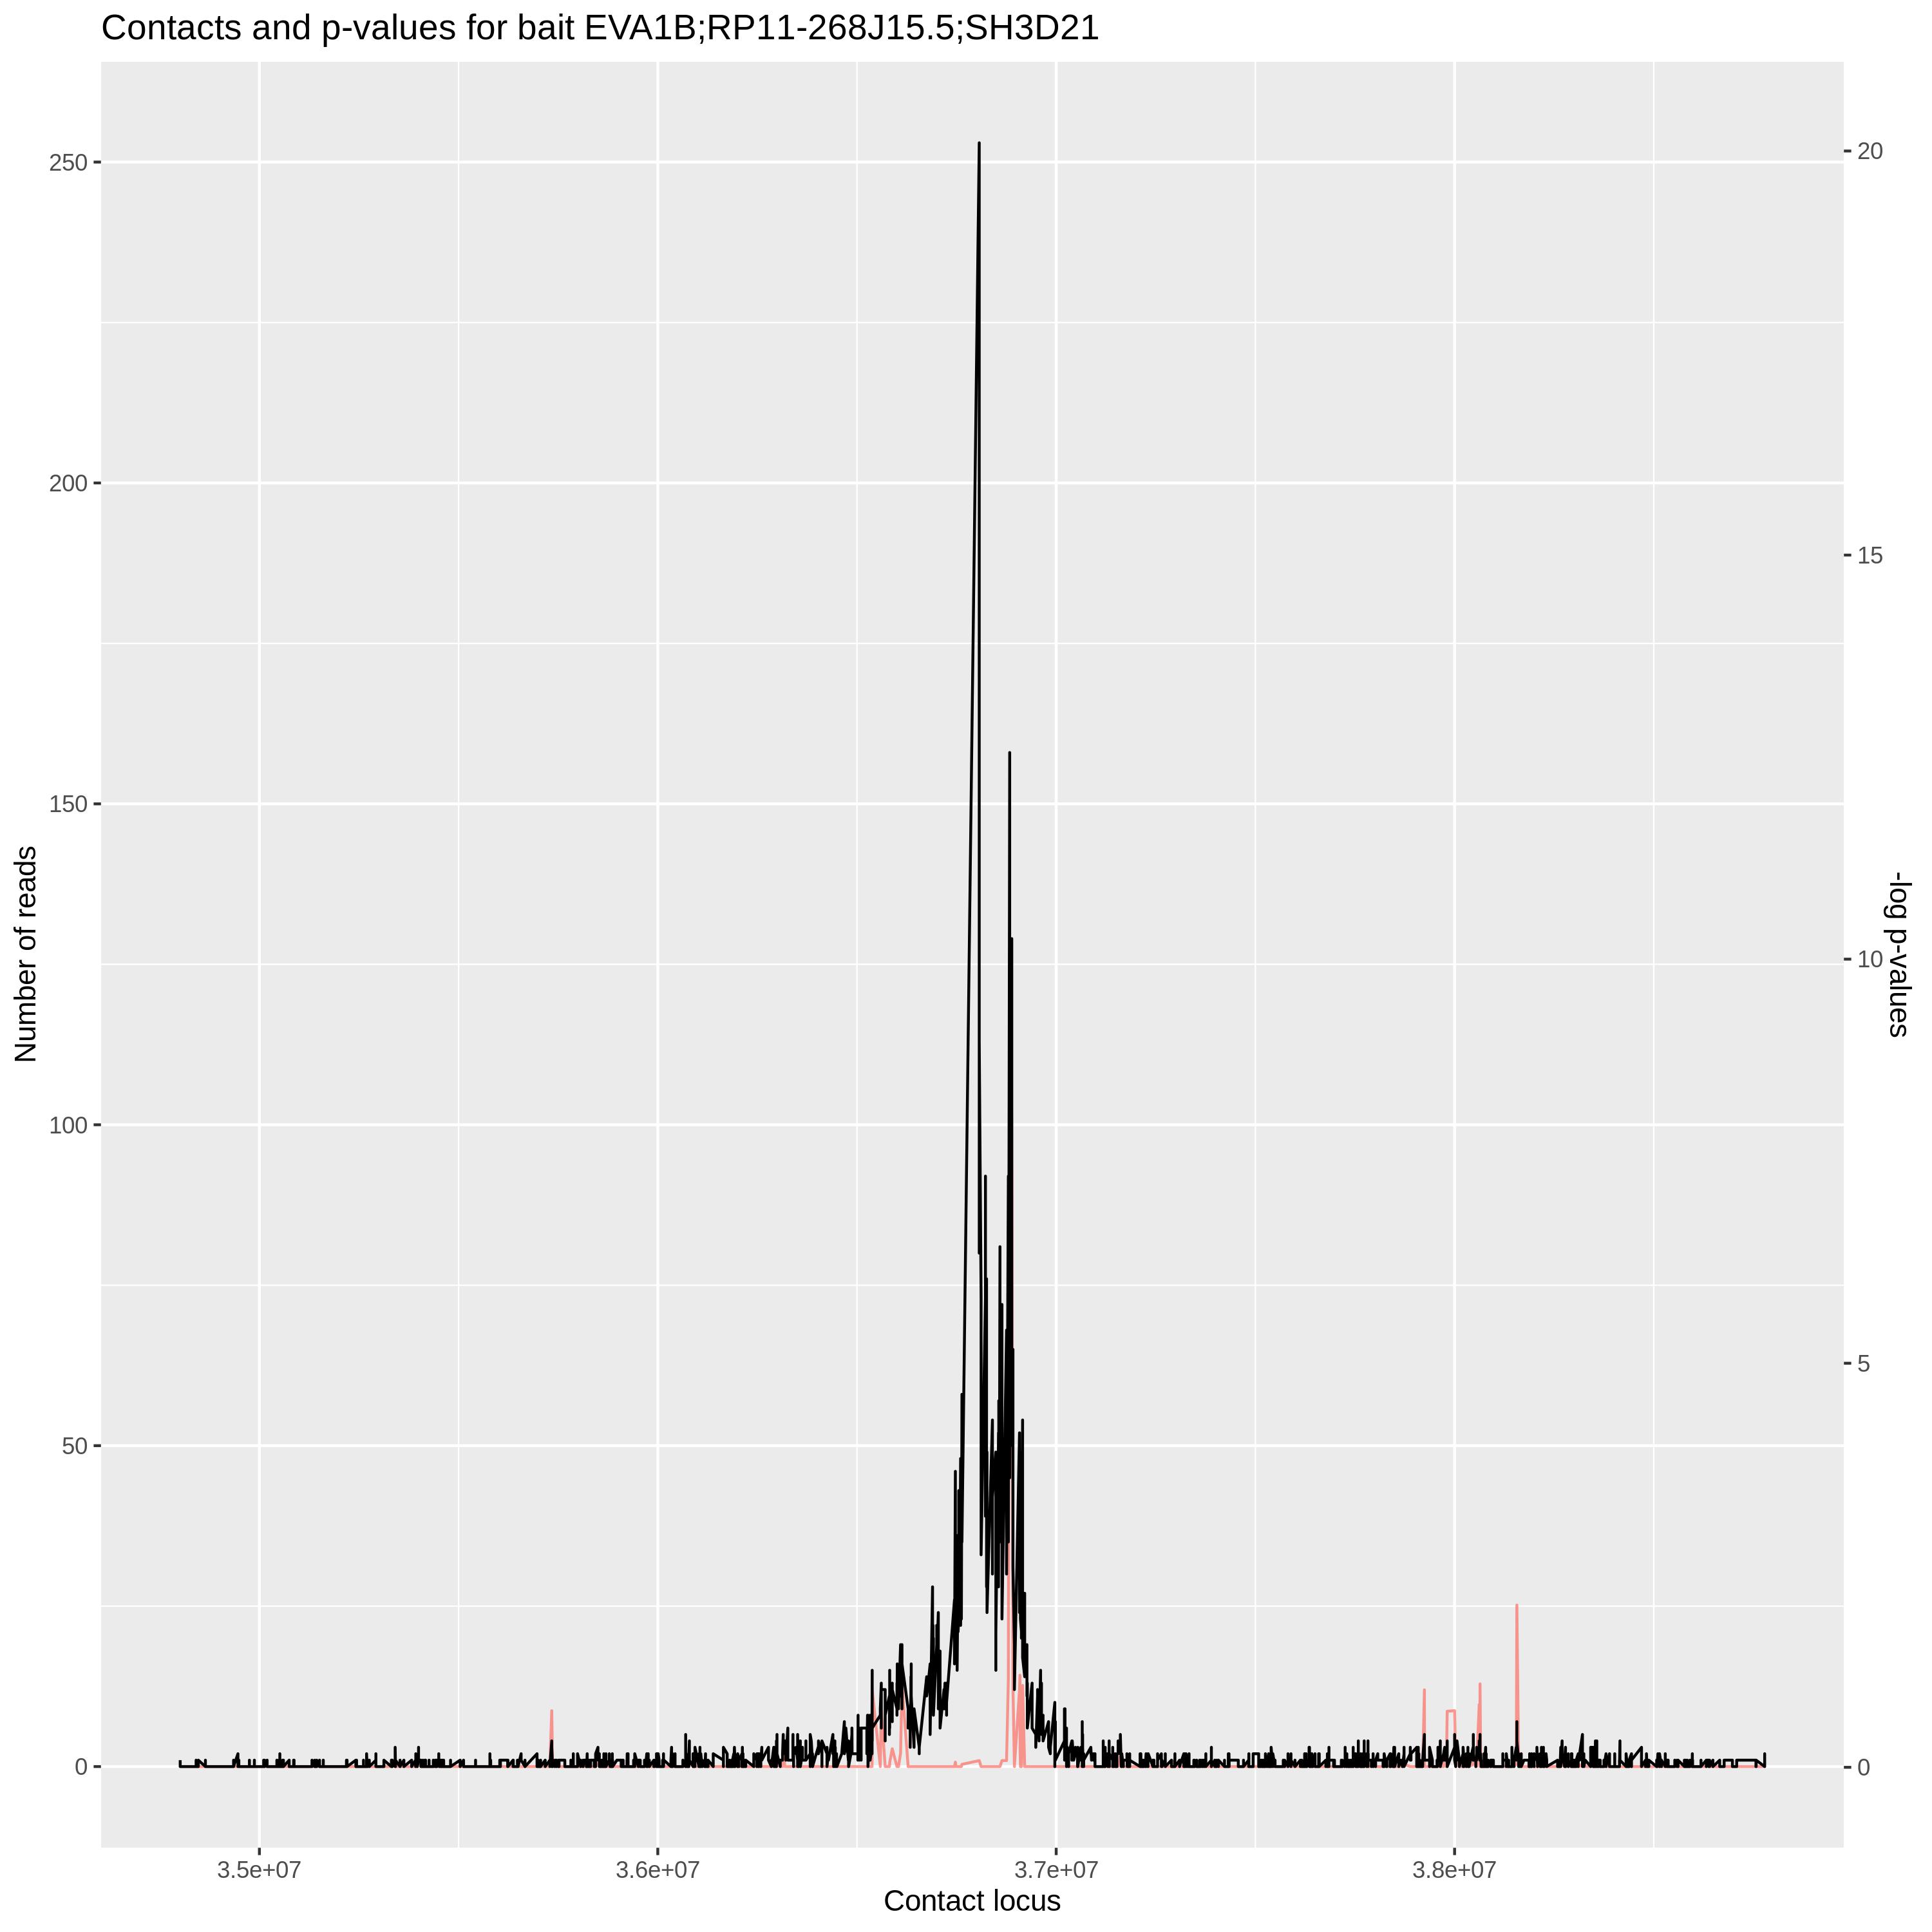 Contacts and p-values for bait EVA1B;RP11-268J15.5;SH3D21
250
200
150
100
50
0
Number of reads
20
15
10
5
0
-log p-values
3.5e+07 3.6e+07 3.7e+07 3.8e+07
Contact locus